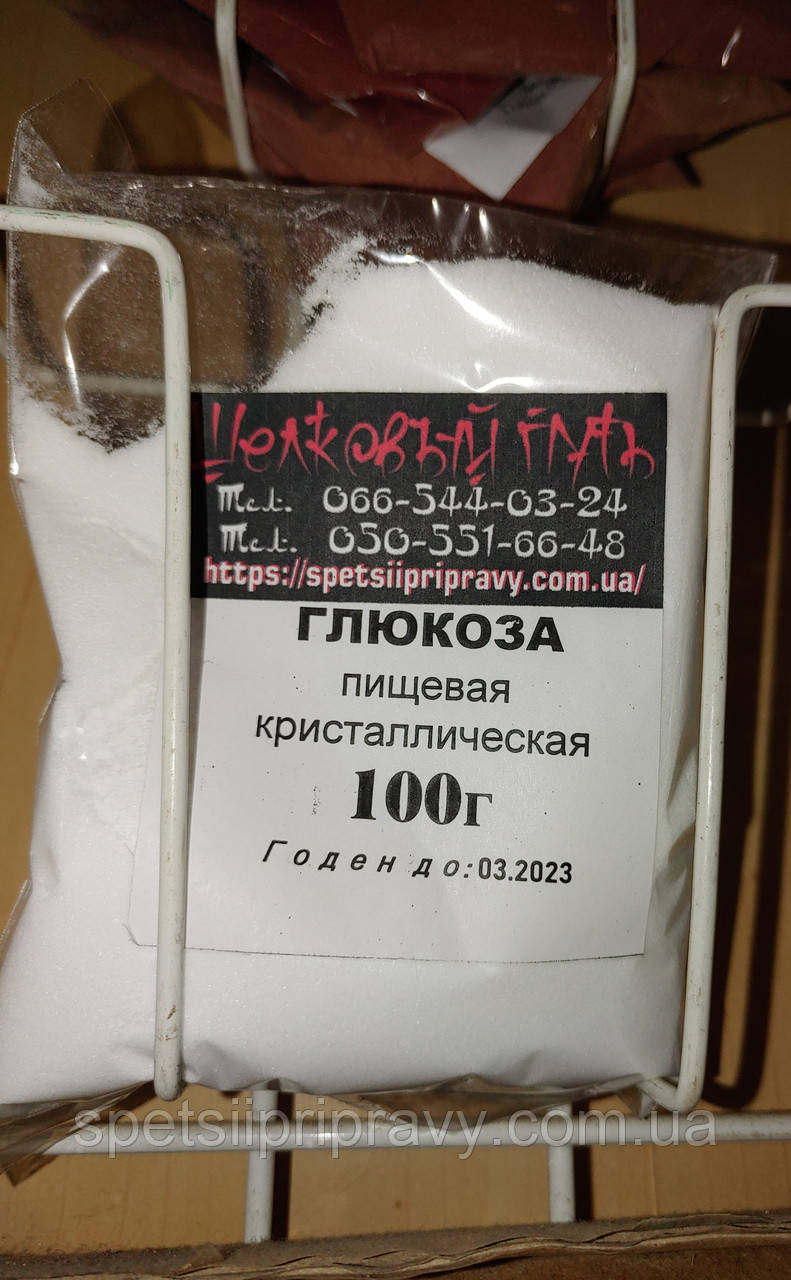 Шелковый путь
Тел. 066-544-03-24
Тел. 050-551-66-48
https://spetsiipripravy.com.ua/
ГЛЮКОЗА
пищевая
кристаллическая
100г
Годен до: 03.2023
spetsiipripravy.com.ua